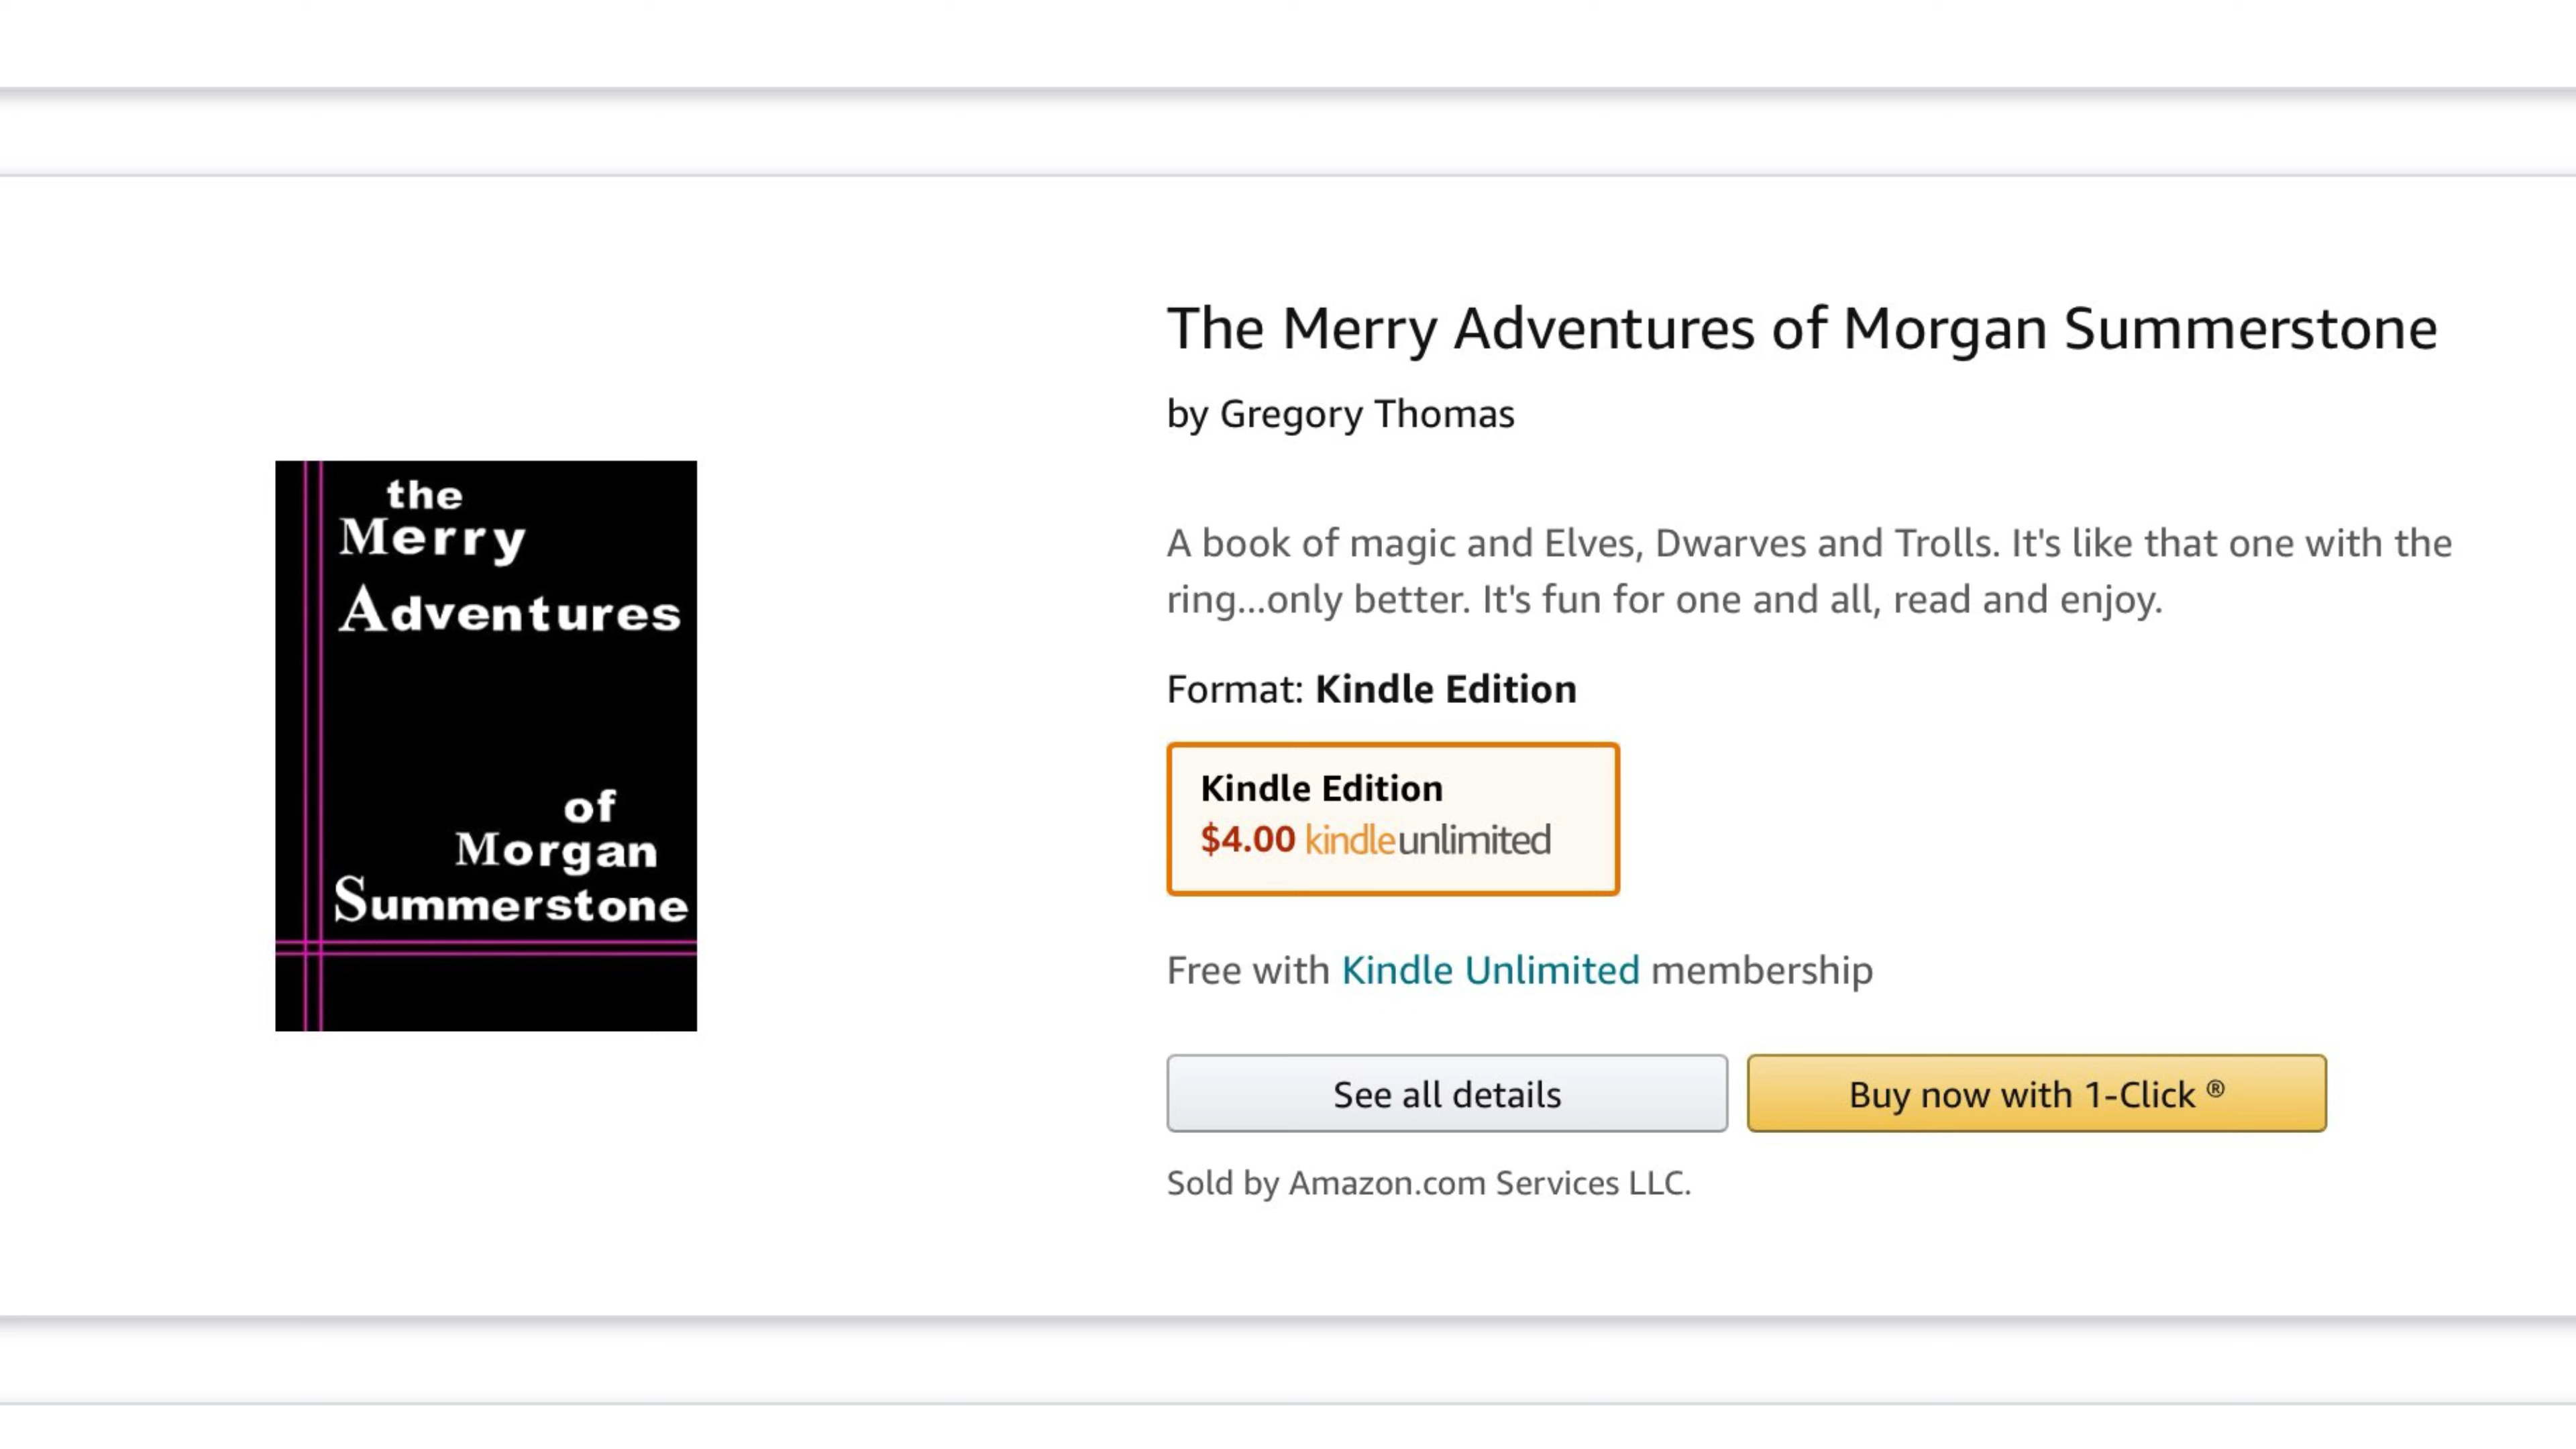 the
Merry
Adventures
of
Morgan
Summerstone
The Merry Adventures of Morgan Summerstone
by Gregory Thomas
A book of magic and Elves, Dwarves and Trolls. It's like that one with the
ring...only better. It's fun for one and all, read and enjoy.
Format: Kindle Edition
Kindle Edition
$4.00 kindleunlimited
Free with Kindle Unlimited membership
See all details
Buy now with 1-Click ®
Sold by Amazon.com Services LLC.